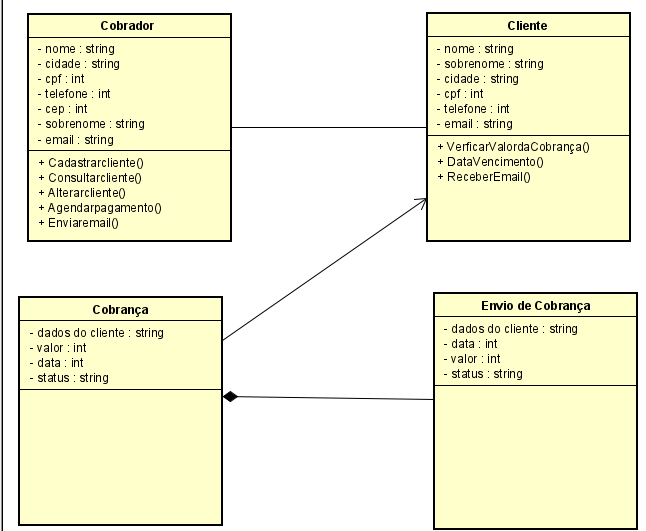 Cobrador
- nome : string
- cidade : string
- cpf : int
- telefone : int
- cep : int
- sobrenome : string
- email : string
+ Cadastrarcliente()
+ Consultarcliente()
+ Alterarcliente()
+ Agendarpagamento()
+ Enviaremail()
Cliente
- nome : string
- sobrenome : string
- cidade : string
- cpf : int
- telefone : int
- email : string
+ VerficarValordaCobrança()
+ DataVencimento()
+ ReceberEmail()
Cobrança
- dados do cliente : string
- valor : int
- data : int
- status : string
Envio de Cobrança
- dados do cliente : string
- data : int
- valor : int
- status : string